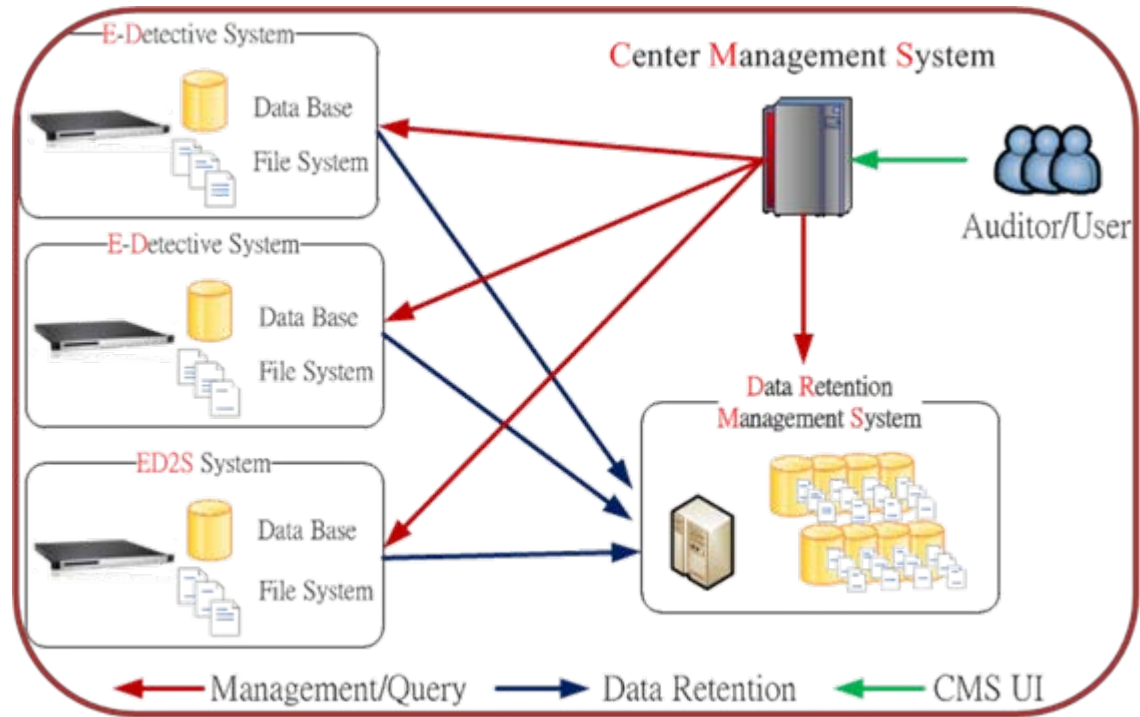 E-Detective System
Data Base
File System
Center Management System
Auditor/User
E-Detective System
Data Base
File System
Data Retention
Management System
ED2S System
Data Base
File System
Management/Query
Data Retention
CMS UI